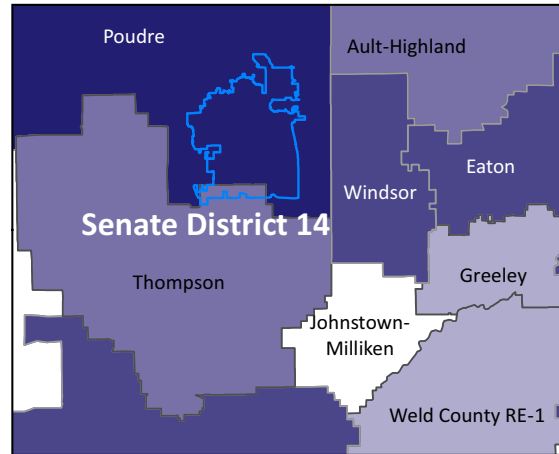 Poudre
Ault-Highland
Eaton
Windsor
Senate District 14
Greeley
Thompson
Johnstown-
Milliken
Weld County RE-1